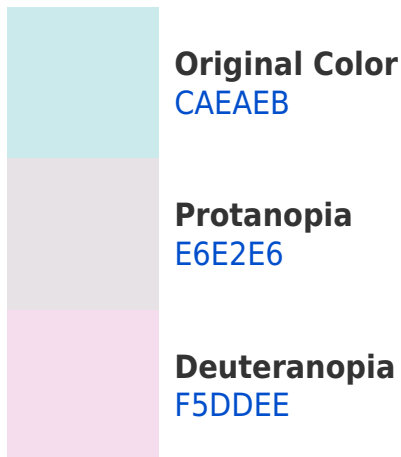 Original Color
CAEAEB
Protanopia
E6E2E6
Deuteranopia
F5DDEE